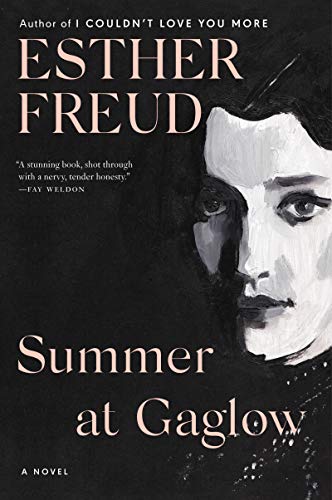 Author of I COULDN'T LOVE YOU MORE
ESTHER
FREUD
“A stunning book, shot through
with a nervy, tender honesty.”
—FAY WELDON
Summer
at Gaglow
A NOVEL